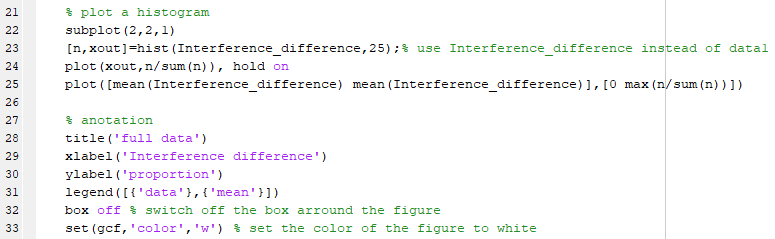 21 % plot a histogram
22 subplot(2,2,1)
23 [n,xout]=hist(Interference_difference,25);% use Interference_difference instead of data1
24 plot(xout,n/sum(n)), hold on
25 plot([mean(Interference_difference) mean(Interference_difference)],[0 max(n/sum(n))])
26
27 % anotation
28 title('full data')
29 xlabel('Interference difference')
30 ylabel('proportion')
31 legend([{'data'},{'mean'}])
32 box off % switch off the box arround the figure
33 set(gcf,'color','w') % set the color of the figure to white